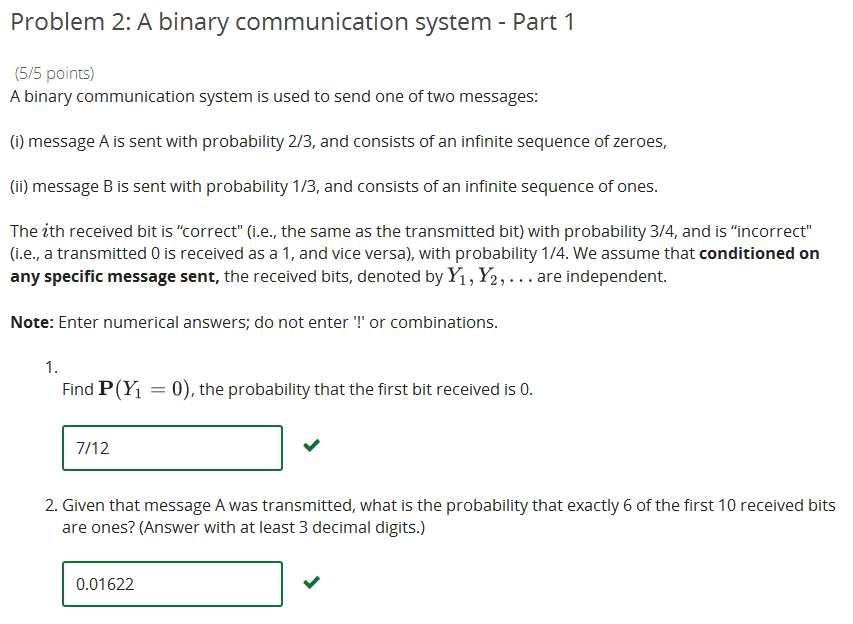 Problem 2: A binary communication system - Part 1
(5/5 points)
A binary communication system is used to send one of two messages:
(i) message A is sent with probability 2/3, and consists of an infinite sequence of zeroes,
(ii) message B is sent with probability 1/3, and consists of an infinite sequence of ones.
The ith received bit is “correct" (i.e., the same as the transmitted bit) with probability 3/4, and is “incorrect"
(i.e., a transmitted 0 is received as a 1, and vice versa), with probability 1/4. We assume that conditioned on
any specific message sent, the received bits, denoted by Y₁, Y₂, . . . are independent.
Note: Enter numerical answers; do not enter '!' or combinations.
1.
Find P(Y₁ = 0), the probability that the first bit received is 0.
7/12 ✔
2. Given that message A was transmitted, what is the probability that exactly 6 of the first 10 received bits
are ones? (Answer with at least 3 decimal digits.)
0.01622 ✔